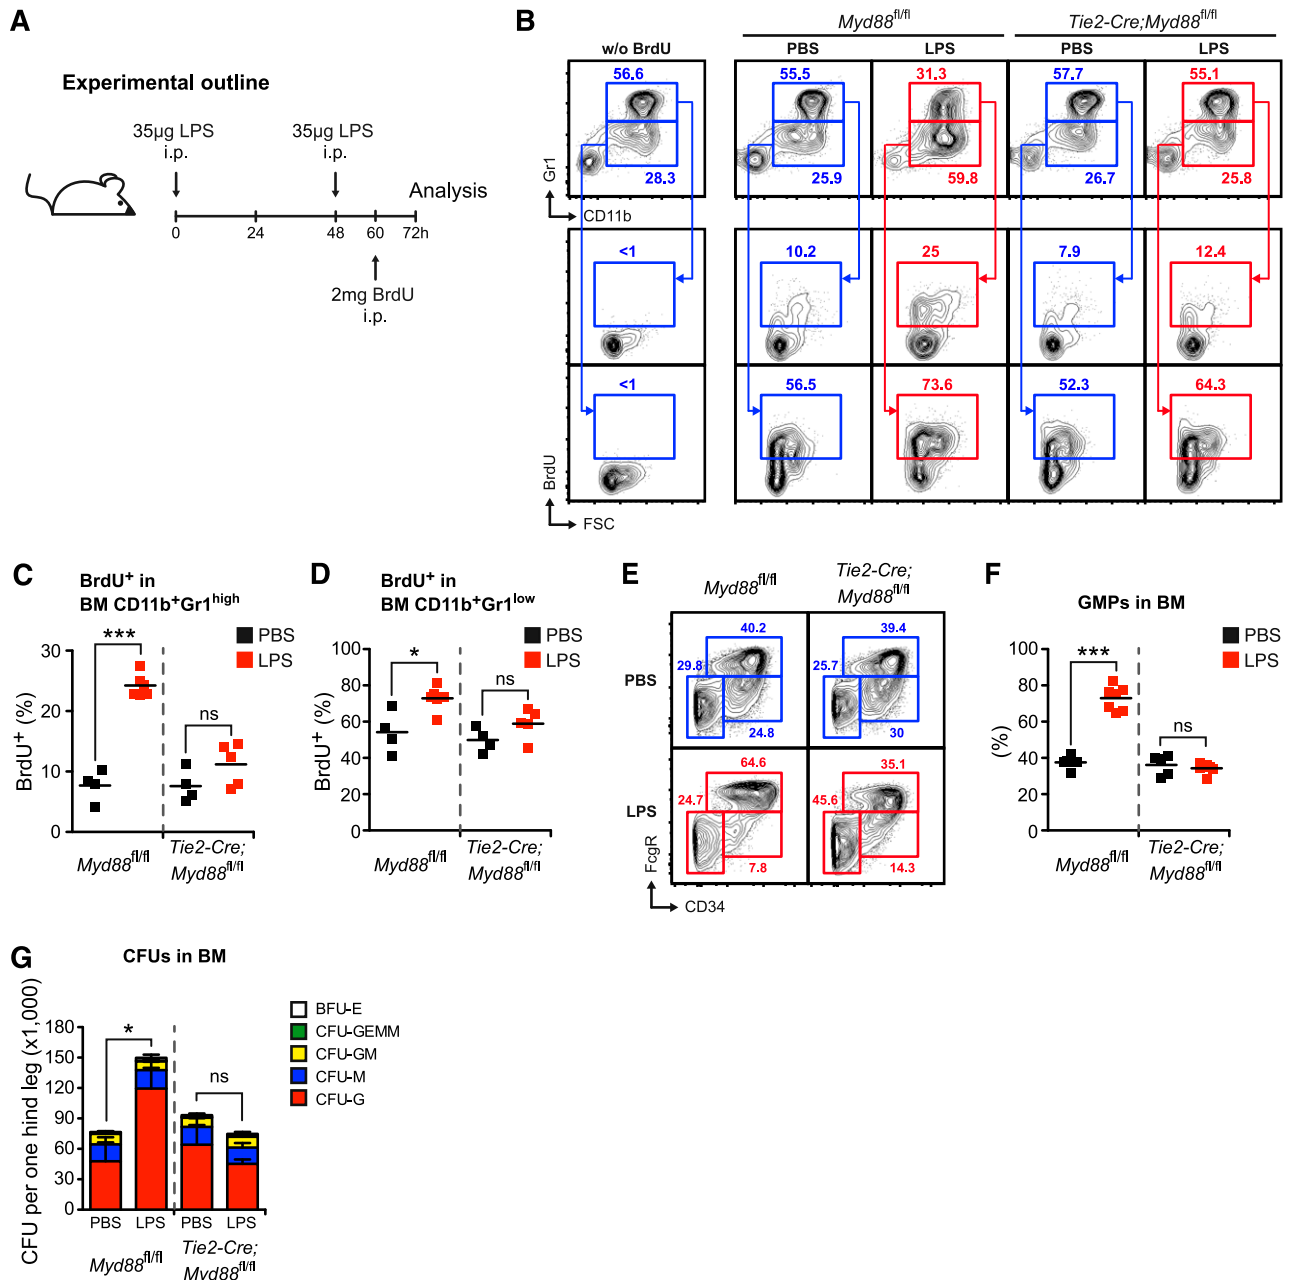 A
Experimental outline
35µg LPS
i.p.
35µg LPS
i.p.
Analysis
0 24 48 60 72h
2mg BrdU
i.p.
B
Myd88fl/fl
Tie2-Cre;Myd88fl/fl
w/o BrdU PBS LPS PBS LPS
56.6 55.5 31.3 57.7 55.1
28.3 25.9 59.8 26.7 25.8
Gr1
CD11b
<1 10.2 25 7.9 12.4
<1 56.5 73.6 52.3 64.3
BrdU
FSC
C
BrdU+ in
BM CD11b+Gr1high
PBS
LPS
***
ns
BrdU+ (%)
30
20
10
0
Myd88fl/fl
Tie2-Cre;
Myd88fl/fl
D
BrdU+ in
BM CD11b+Gr1low
PBS
LPS
*
ns
BrdU+ (%)
100
80
60
40
20
0
Myd88fl/fl
Tie2-Cre;
Myd88fl/fl
E
Myd88fl/fl
Tie2-Cre;
Myd88fl/fl
PBS
40.2 39.4
29.8 25.7
24.8 30
LPS
64.6 35.1
24.7 45.6
7.8 14.3
FcgR
CD34
F
GMPs in BM
PBS
LPS
***
ns
(%)
100
80
60
40
20
0
Myd88fl/fl
Tie2-Cre;
Myd88fl/fl
G
CFUs in BM
CFU per one hind leg (x1,000)
180
150
120
90
60
30
0
*
ns
BFU-E
CFU-GEMM
CFU-GM
CFU-M
CFU-G
PBS LPS PBS LPS
Myd88fl/fl
Tie2-Cre;
Myd88fl/fl